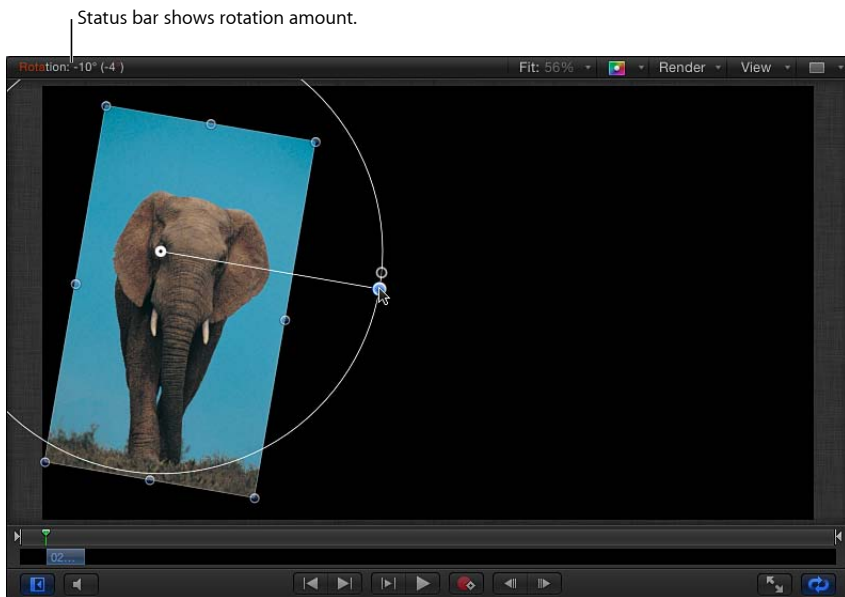 Status bar shows rotation amount.
Rotation: -10° (-4°)
Fit: 56%
Render
View
02...